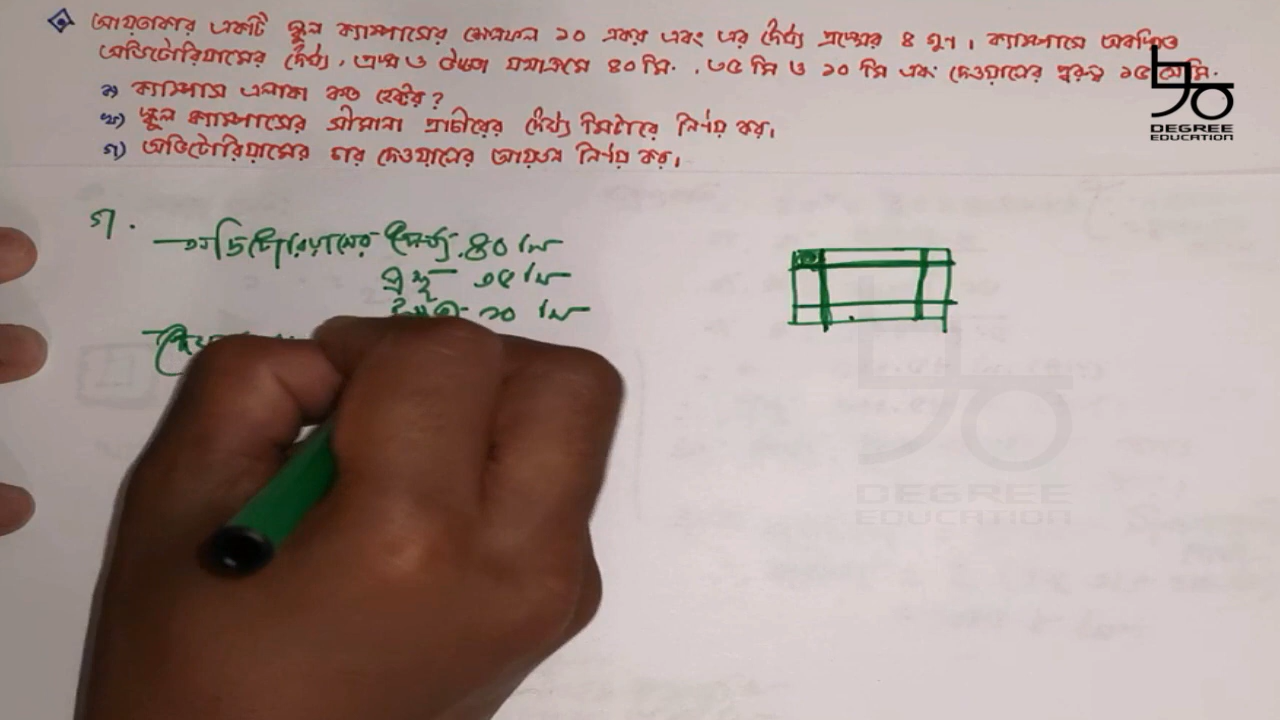 আয়তাকার একটি স্কুল ক্যাম্পাসের ক্ষেত্রফল ১০ একর এবং এর দৈর্ঘ্য প্রস্থের ৪ গুণ। ক্যাম্পাসে অবস্থিত
অডিটোরিয়ামের দৈর্ঘ্য, প্রস্থ ও উচ্চতা যথাক্রমে ৪০ মি. , ৩৫ মি ও ১০ মি এবং দেওয়ালের পুরুত্ব ১৫ সে.মি.
ক) ক্যাম্পাস এলাকা কত হেক্টর?
খ) স্কুল ক্যাম্পাসের সীমানা প্রাচীরের দৈর্ঘ্য মিটারে নির্ণয় কর।
গ) অডিটোরিয়ামের চার দেওয়ালের আয়তন নির্ণয় কর।
DEGREE
EDUCATION
গ.
অডিটোরিয়ামের দৈর্ঘ্য. ৪০ মি
প্রস্থ ৩৫ মি
১০ মি
DEGREE
EDUCATION